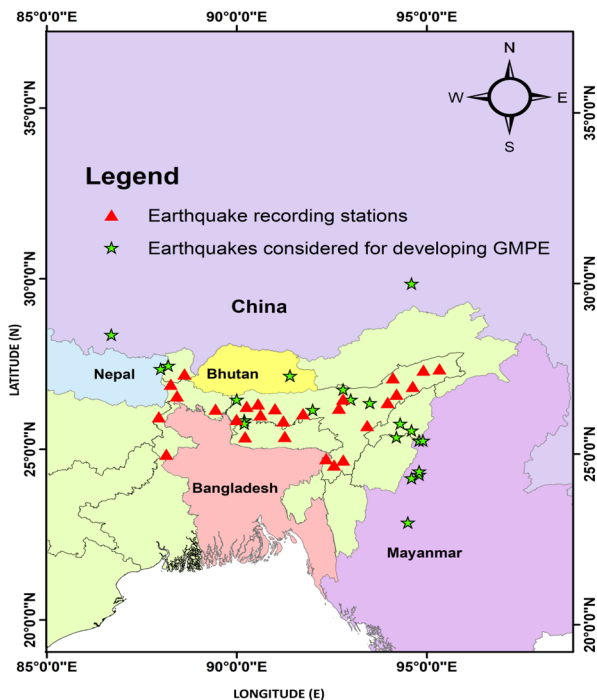 85°0'0"E 90°0'0"E 95°0'0"E
N
W E
S
35°0'0"N 35°0'0"N
Legend
Earthquake recording stations
Earthquakes considered for developing GMPE
30°0'0"N 30°0'0"N
China
LATITUDE (N)
Nepal Bhutan
25°0'0"N 25°0'0"N
Bangladesh
Mayanmar
20°0'0"N 20°0'0"N
85°0'0"E 90°0'0"E 95°0'0"E
LONGITUDE (E)